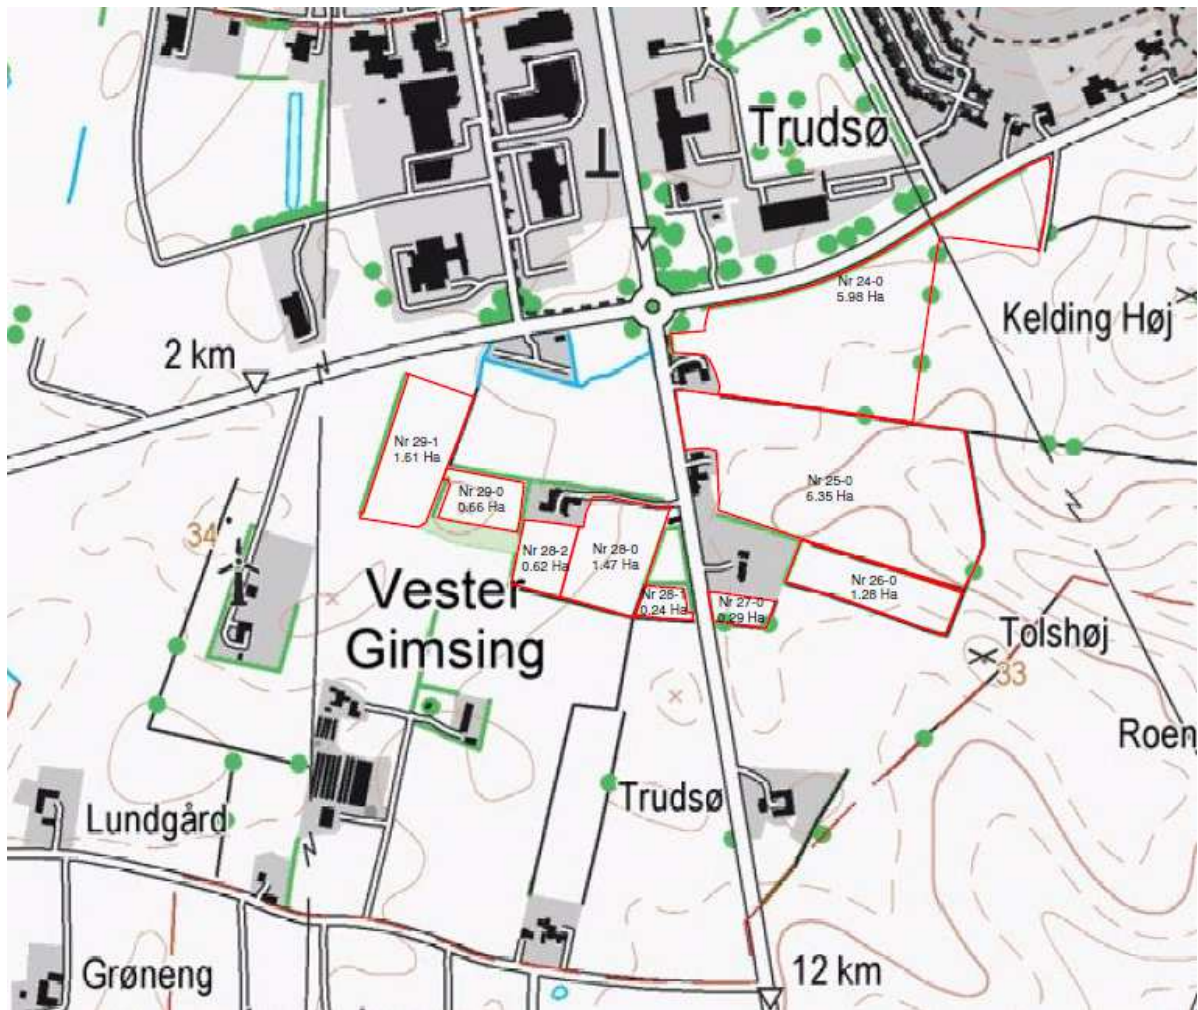 Trudsø
Nr 24-0
5.98 Ha
Kelding Høj
2 km
Nr 29-1
1.61 Ha
Nr 29-0
0.66 Ha
Nr 25-0
6.35 Ha
34
Nr 28-2
0.62 Ha
Nr 28-0
1.47 Ha
Nr 26-0
1.28 Ha
Nr 28-1
0.24 Ha
Nr 27-0
0.29 Ha
Vester
Gimsing
Tolshøj
33
Roen
Trudsø
Lundgård
Grøneng
12 km